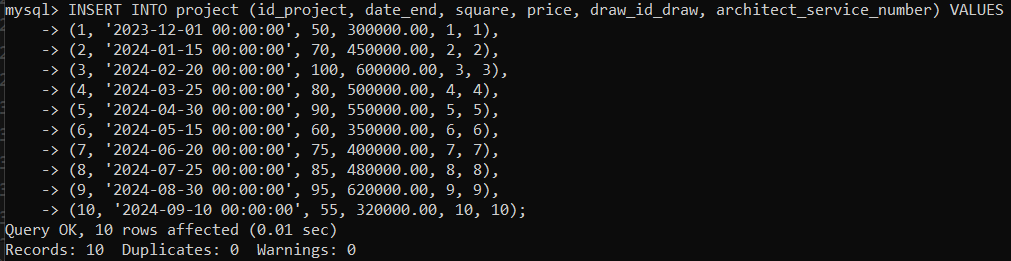 mysql> INSERT INTO project (id_project, date_end, square, price, draw_id_draw, architect_service_number) VALUES
    -> (1, '2023-12-01 00:00:00', 50, 300000.00, 1, 1),
    -> (2, '2024-01-15 00:00:00', 70, 450000.00, 2, 2),
    -> (3, '2024-02-20 00:00:00', 100, 600000.00, 3, 3),
    -> (4, '2024-03-25 00:00:00', 80, 500000.00, 4, 4),
    -> (5, '2024-04-30 00:00:00', 90, 550000.00, 5, 5),
    -> (6, '2024-05-15 00:00:00', 60, 350000.00, 6, 6),
    -> (7, '2024-06-20 00:00:00', 75, 400000.00, 7, 7),
    -> (8, '2024-07-25 00:00:00', 85, 480000.00, 8, 8),
    -> (9, '2024-08-30 00:00:00', 95, 620000.00, 9, 9),
    -> (10, '2024-09-10 00:00:00', 55, 320000.00, 10, 10);
Query OK, 10 rows affected (0.01 sec)
Records: 10  Duplicates: 0  Warnings: 0